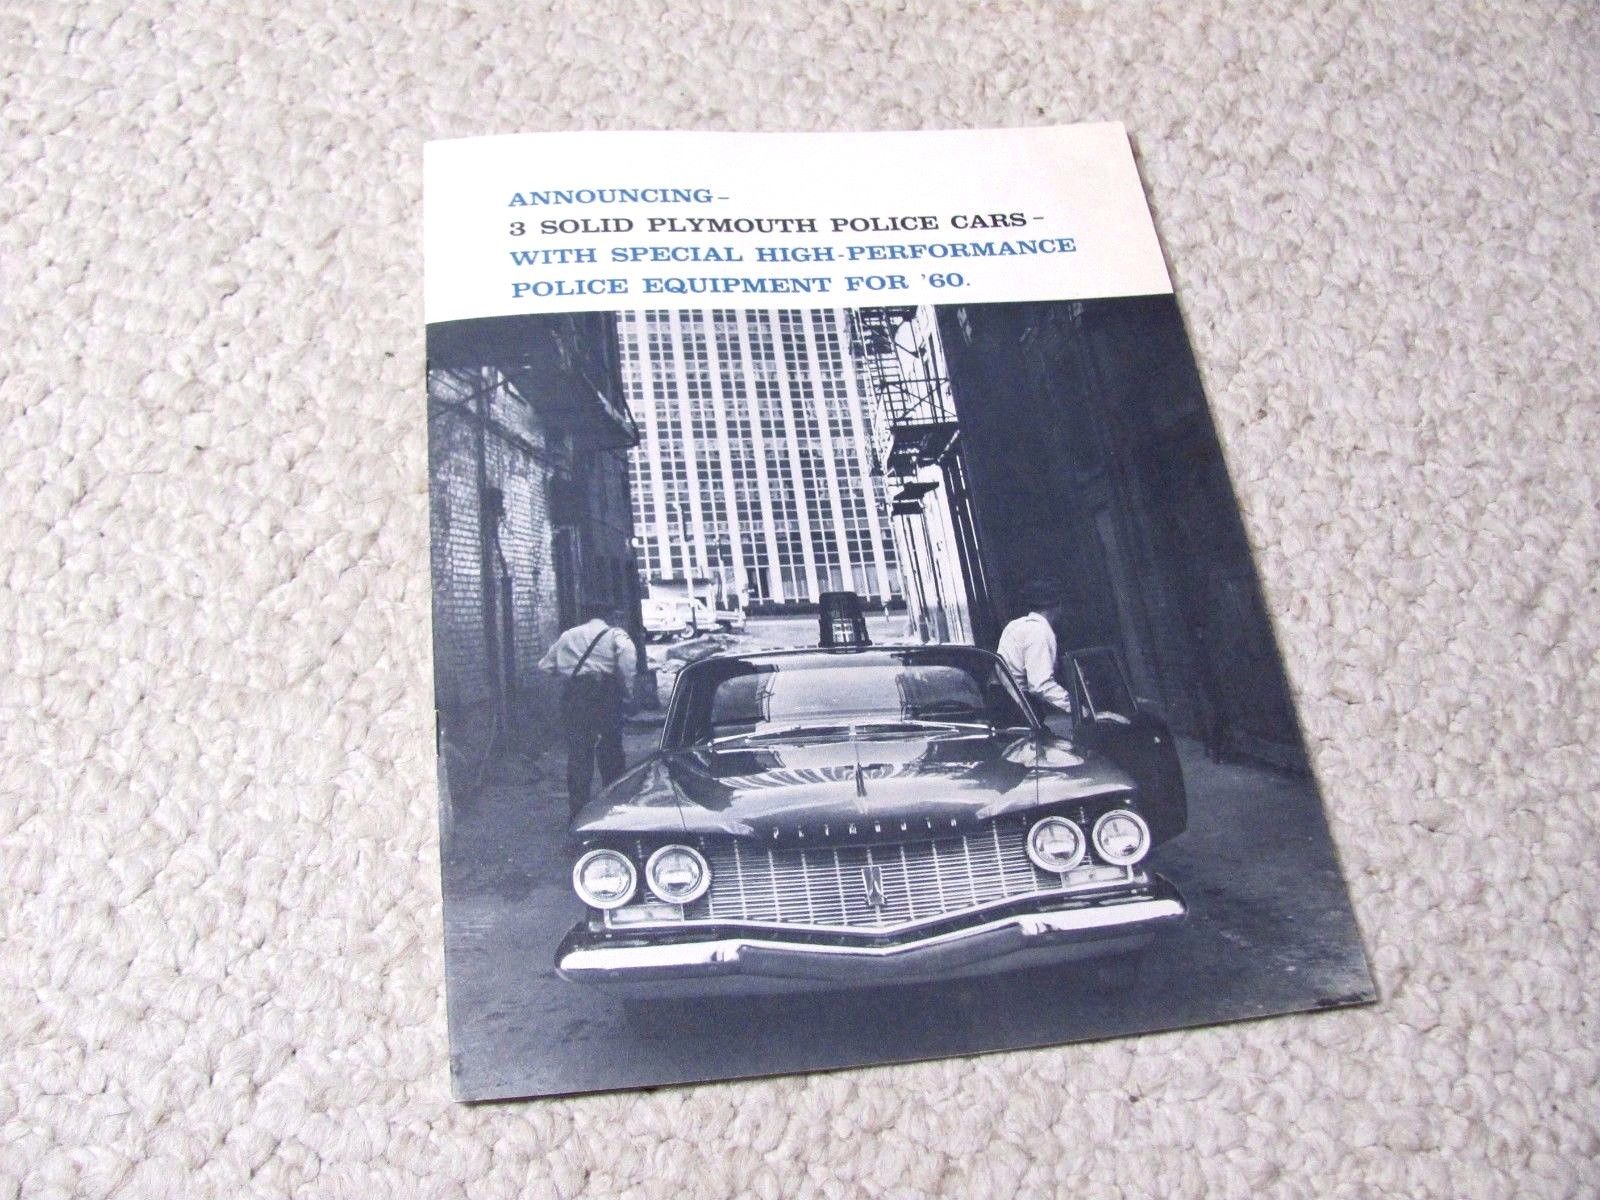 ANNOUNCING–
3 SOLID PLYMOUTH POLICE CARS–
WITH SPECIAL HIGH-PERFORMANCE
POLICE EQUIPMENT FOR '60.
PLYMOUTH